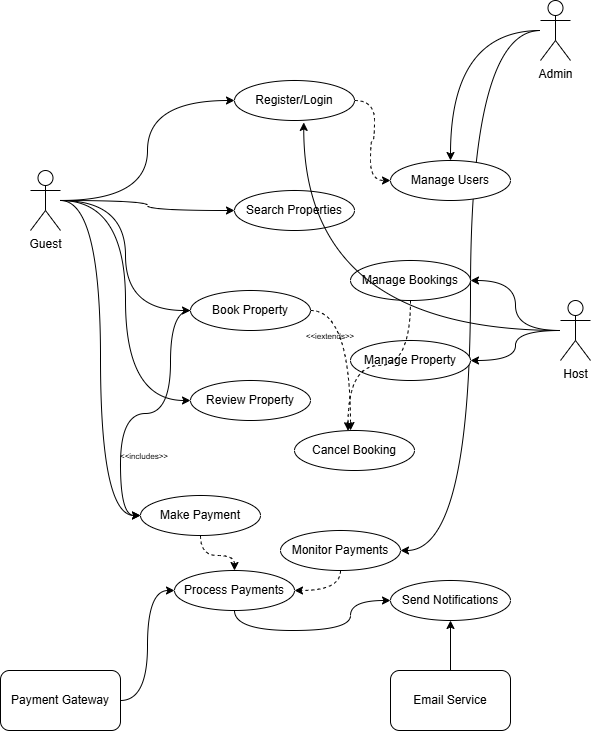 Admin
Register/Login
Manage Users
Guest
Search Properties
Manage Bookings
Book Property
<<iextends>>
Manage Property
Host
Review Property
Cancel Booking
<<includes>>
Make Payment
Monitor Payments
Process Payments
Send Notifications
Payment Gateway
Email Service